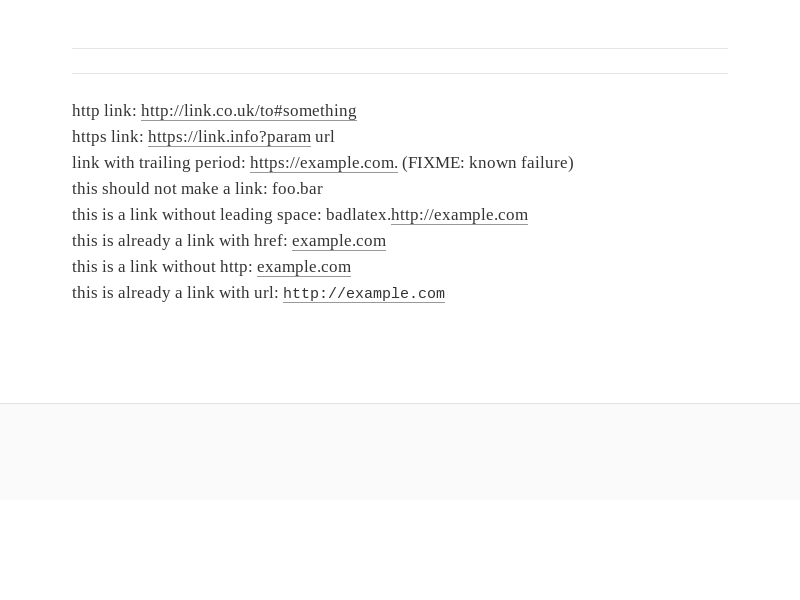 http link: http://link.co.uk/to#something
https link: https://link.info?param url
link with trailing period: https://example.com. (FIXME: known failure)
this should not make a link: foo.bar
this is a link without leading space: badlatex.http://example.com
this is already a link with href: example.com
this is a link without http: example.com
this is already a link with url: http://example.com